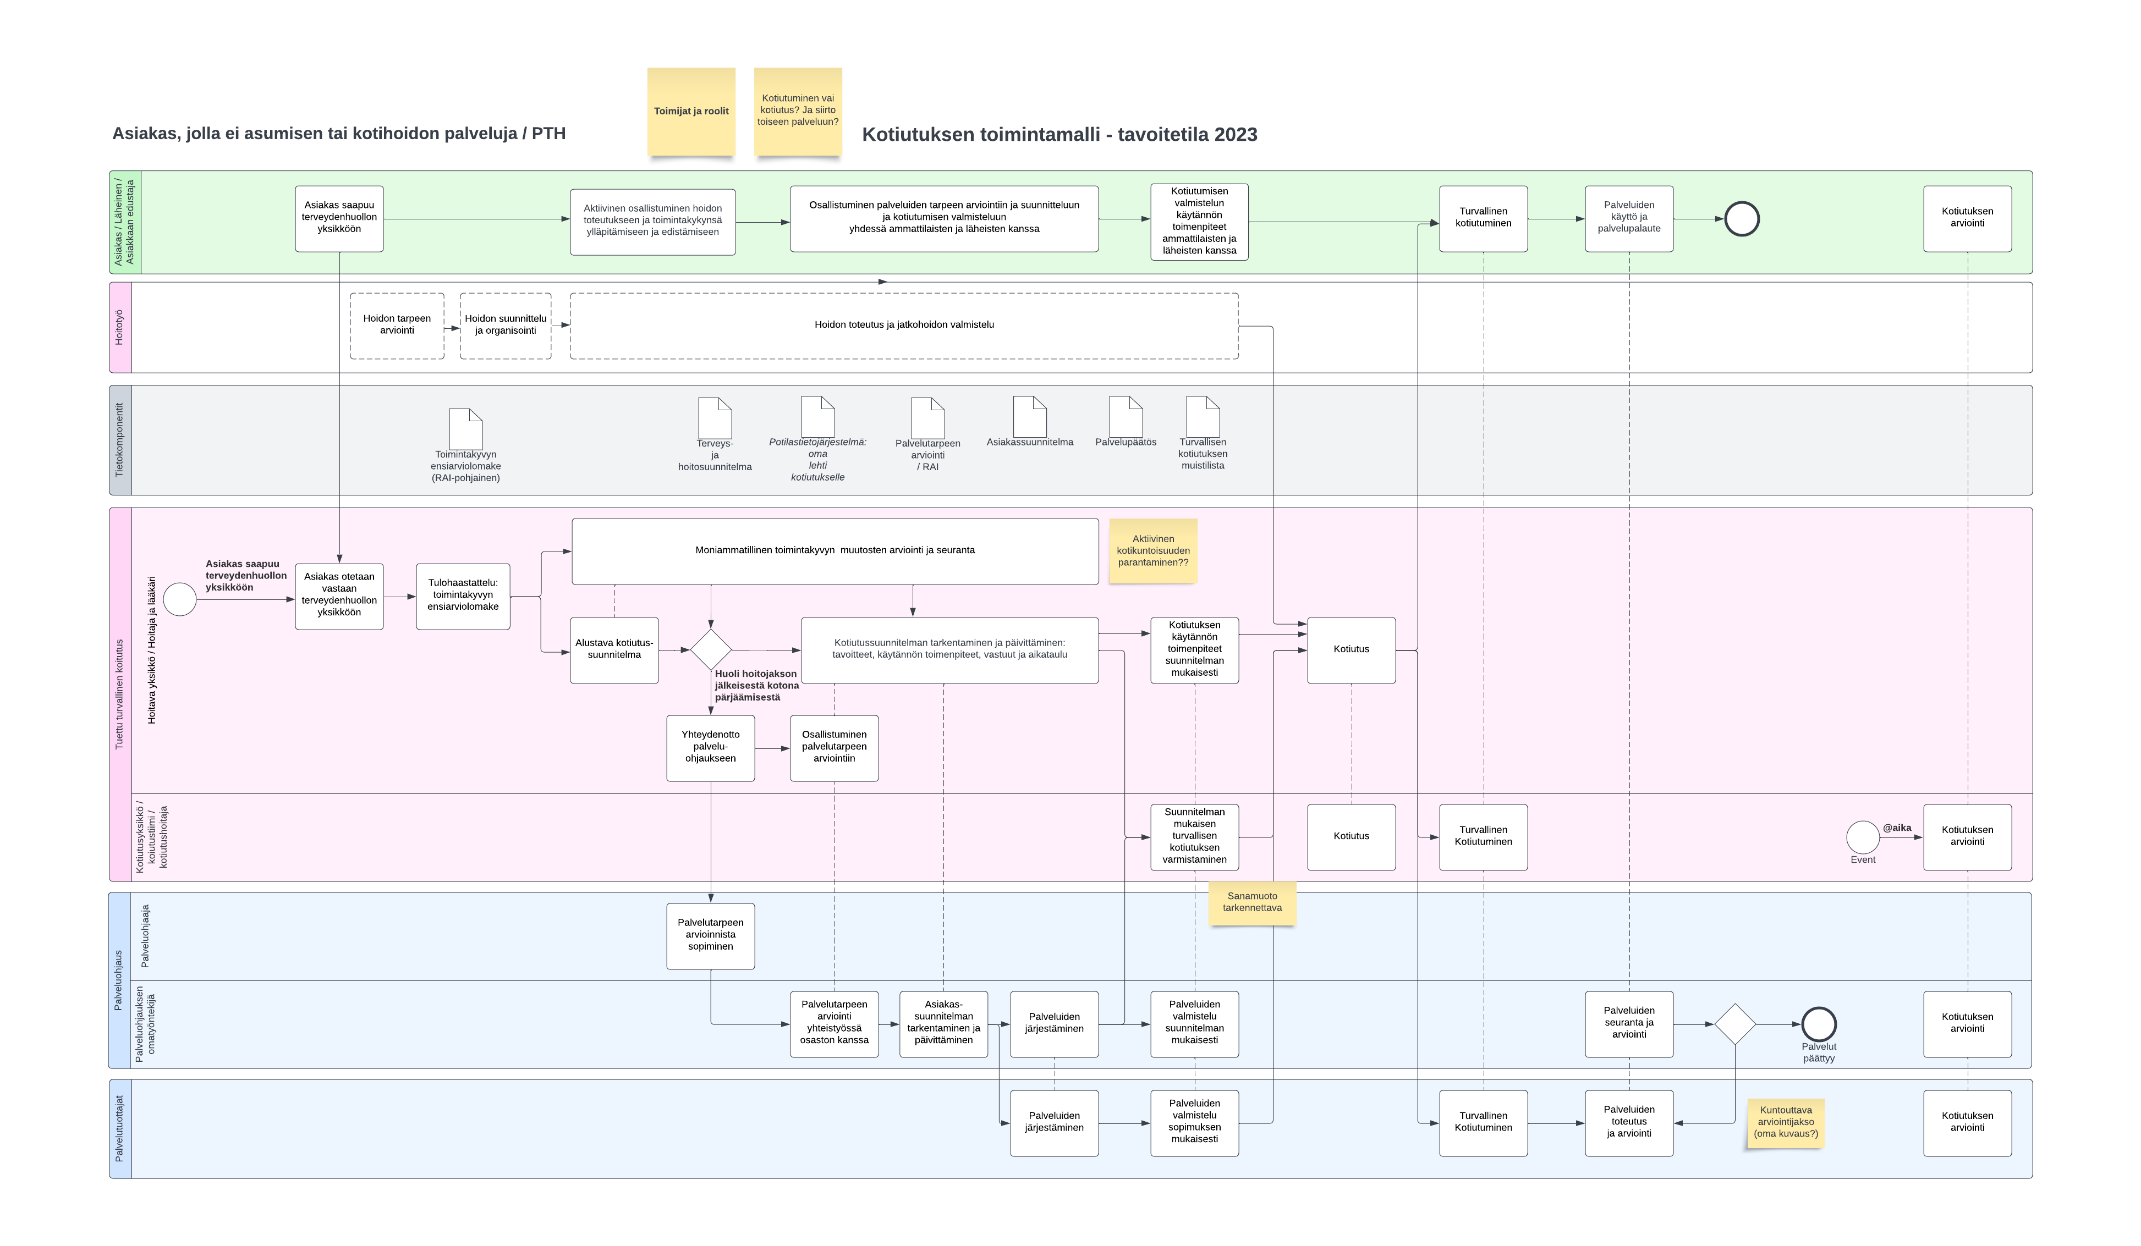 Toimijat ja roolit
Kotiutuminen vai
kotiutus? Ja siirto
toiseen palveluun?
Asiakas, jolla ei asumisen tai kotihoidon palveluja / PTH
Kotiutuksen toimintamalli - tavoitetila 2023
Asiakas / Läheinen /
Asiakkaan edustaja
Asiakas saapuu
terveydenhuollon
yksikköön
Aktiivinen osallistuminen hoidon
toteutukseen ja toimintakykynsä
ylläpitämiseen ja edistämiseen
Osallistuminen palveluiden tarpeen arviointiin ja suunnitteluun
ja kotiutumisen valmisteluun
yhdessä ammattilaisten ja läheisten kanssa
Kotiutumisen
valmistelun
käytännön
toimenpiteet
ammattilaisten ja
läheisten kanssa
Turvallinen
kotiutuminen
Palveluiden
käyttö ja
palvelupalaute
Kotiutuksen
arviointi
Hoitotyö
Hoidon tarpeen
arviointi
Hoidon suunnittelu
ja organisointi
Hoidon toteutus ja jatkohoidon valmistelu
Tietokomponentit
Toimintakyvyn
ensiarviolomake
(RAI-pohjainen)
Terveys-
ja
hoitosuunnitelma
Potilastietojärjestelmä:
oma
lehti
kotiutukselle
Palvelutarpeen
arviointi
/ RAI
Asiakassuunnitelma
Palvelupäätös
Turvallisen
kotiutuksen
muistilista
Tuettu turvallinen koitutus
Hoitava yksikkö / Hoitaja ja lääkäri
Asiakas saapuu
terveydenhuollon
yksikköön
Asiakas otetaan
vastaan
terveydenhuollon
yksikköön
Tulohaastattelu:
toimintakyvyn
ensiarviolomake
Moniammatillinen toimintakyvyn  muutosten arviointi ja seuranta
Aktiivinen
kotikuntoisuuden
parantaminen??
Alustava kotiutus-
suunnitelma
Huoli hoitojakson
jälkeisestä kotona
pärjäämisestä
Kotiutussuunnitelman tarkentaminen ja päivittäminen:
tavoitteet, käytännön toimenpiteet, vastuut ja aikataulu
Kotiutuksen
käytännön
toimenpiteet
suunnitelman
mukaisesti
Kotiutus
Yhteydenotto
palvelu-
ohjaukseen
Osallistuminen
palvelutarpeen
arviointiin
Kotiutusyksikkö /
koiutustiimi /
kotiutushoitaja
Suunnitelman
mukaisen
turvallisen
kotiutuksen
varmistaminen
Kotiutus
Turvallinen
Kotiutuminen
Event
@aika
Kotiutuksen
arviointi
Sanamuoto
tarkennettava
Palveluohjaus
Palveluohjaaja
Palvelutarpeen
arvioinnista
sopiminen
Palveluohjauksen
omatyöntekijä
Palvelutarpeen
arviointi
yhteistyössä
osaston kanssa
Asiakas-
suunnitelman
tarkentaminen ja
päivittäminen
Palveluiden
järjestäminen
Palveluiden
valmistelu
suunnitelman
mukaisesti
Palveluiden
seuranta ja
arviointi
Palvelut
päättyy
Kotiutuksen
arviointi
Palvelutuottajat
Palveluiden
järjestäminen
Palveluiden
valmistelu
sopimuksen
mukaisesti
Turvallinen
Kotiutuminen
Palveluiden
toteutus
ja arviointi
Kuntouttava
arviointijakso
(oma kuvaus?)
Kotiutuksen
arviointi